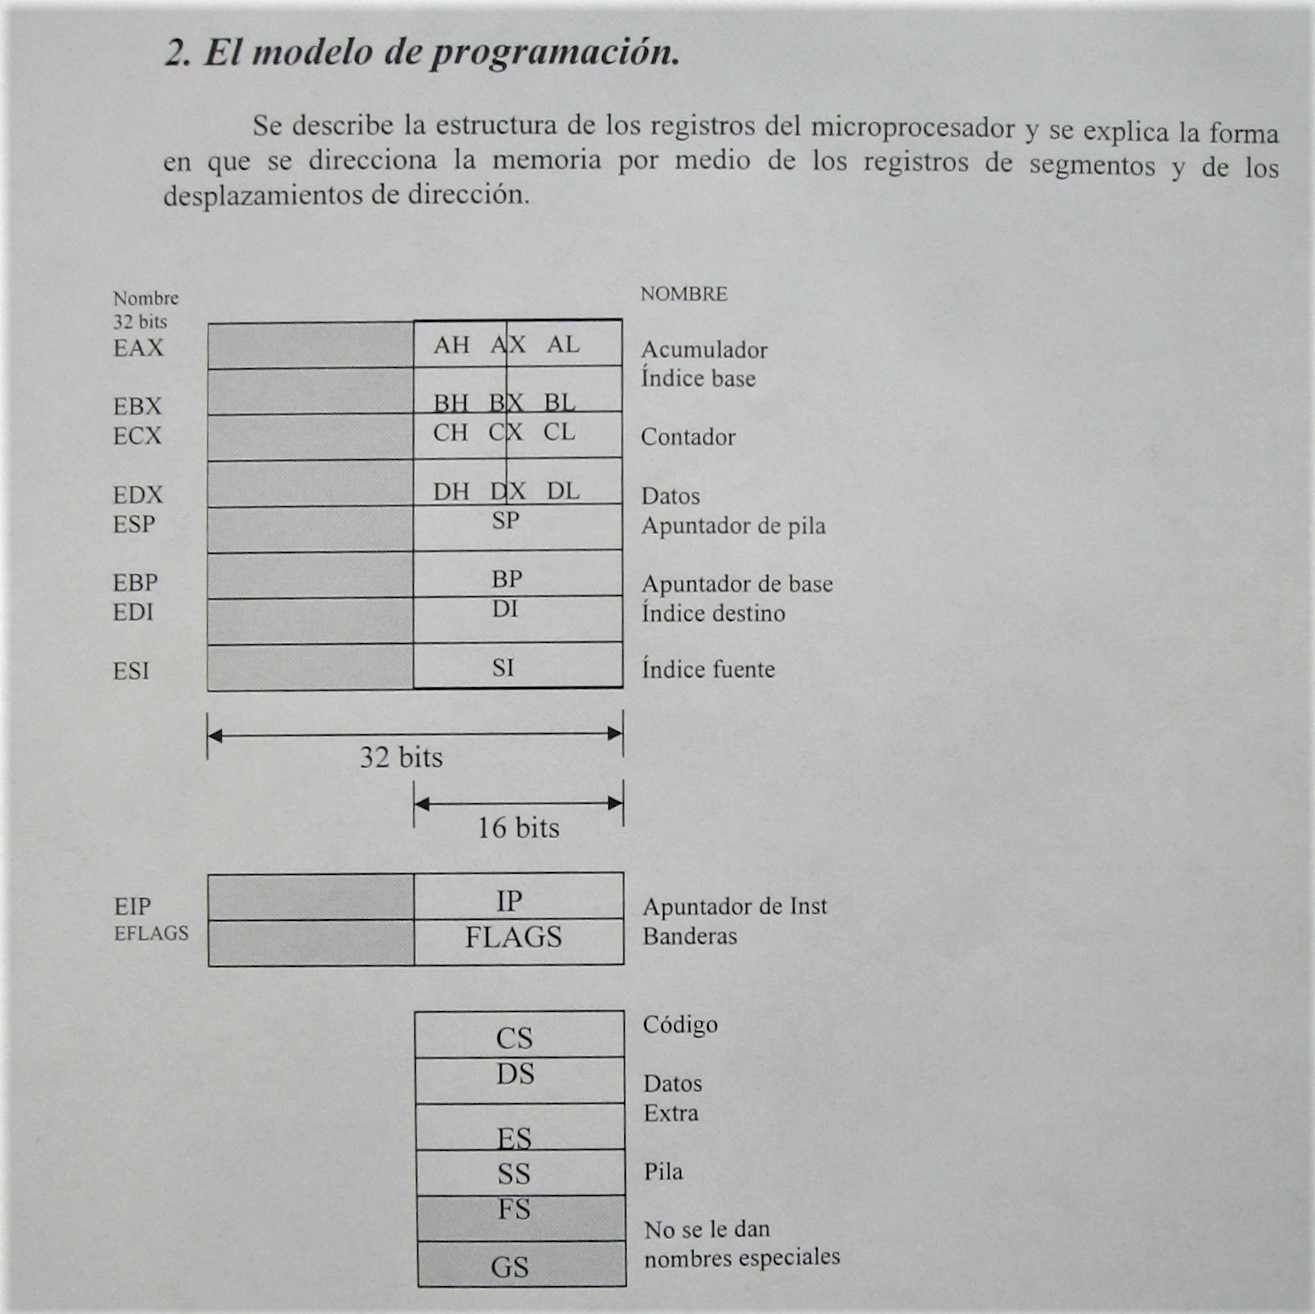 2. El modelo de programación.
Se describe la estructura de los registros del microprocesador y se explica la forma
en que se direcciona la memoria por medio de los registros de segmentos y de los
desplazamientos de dirección.
Nombre
32 bits
NOMBRE
EAX AH AX AL Acumulador
Índice base
EBX BH BX BL
ECX CH CX CL Contador
EDX DH DX DL Datos
ESP SP Apuntador de pila
EBP BP Apuntador de base
EDI DI Índice destino
ESI SI Índice fuente
32 bits
16 bits
EIP IP Apuntador de Inst
EFLAGS FLAGS Banderas
CS Código
DS Datos
Extra
ES
SS Pila
FS
No se le dan
GS nombres especiales